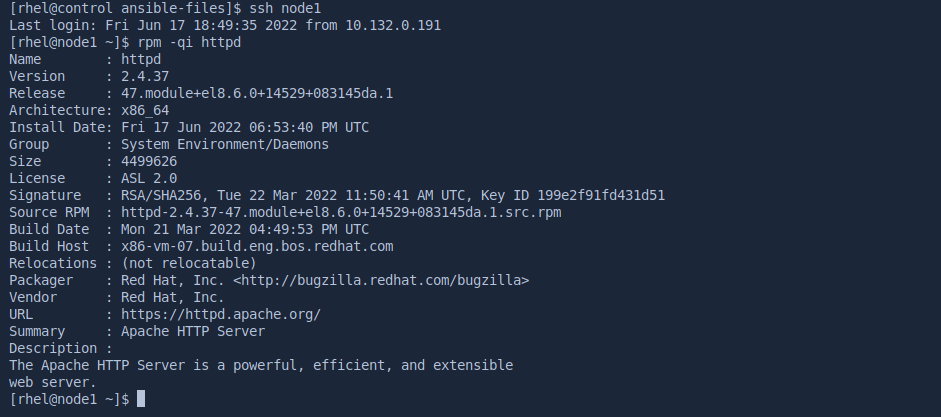 [rhel@control ansible-files]$ ssh node1
Last login: Fri Jun 17 18:49:35 2022 from 10.132.0.191
[rhel@node1 ~]$ rpm -qi httpd
Name        : httpd
Version     : 2.4.37
Release     : 47.module+el8.6.0+14529+083145da.1
Architecture: x86_64
Install Date: Fri 17 Jun 2022 06:53:40 PM UTC
Group       : System Environment/Daemons
Size        : 4499626
License     : ASL 2.0
Signature   : RSA/SHA256, Tue 22 Mar 2022 11:50:41 AM UTC, Key ID 199e2f91fd431d51
Source RPM  : httpd-2.4.37-47.module+el8.6.0+14529+083145da.1.src.rpm
Build Date  : Mon 21 Mar 2022 04:49:53 PM UTC
Build Host  : x86-vm-07.build.eng.bos.redhat.com
Relocations : (not relocatable)
Packager    : Red Hat, Inc. <http://bugzilla.redhat.com/bugzilla>
Vendor      : Red Hat, Inc.
URL         : https://httpd.apache.org/
Summary     : Apache HTTP Server
Description :
The Apache HTTP Server is a powerful, efficient, and extensible
web server.
[rhel@node1 ~]$